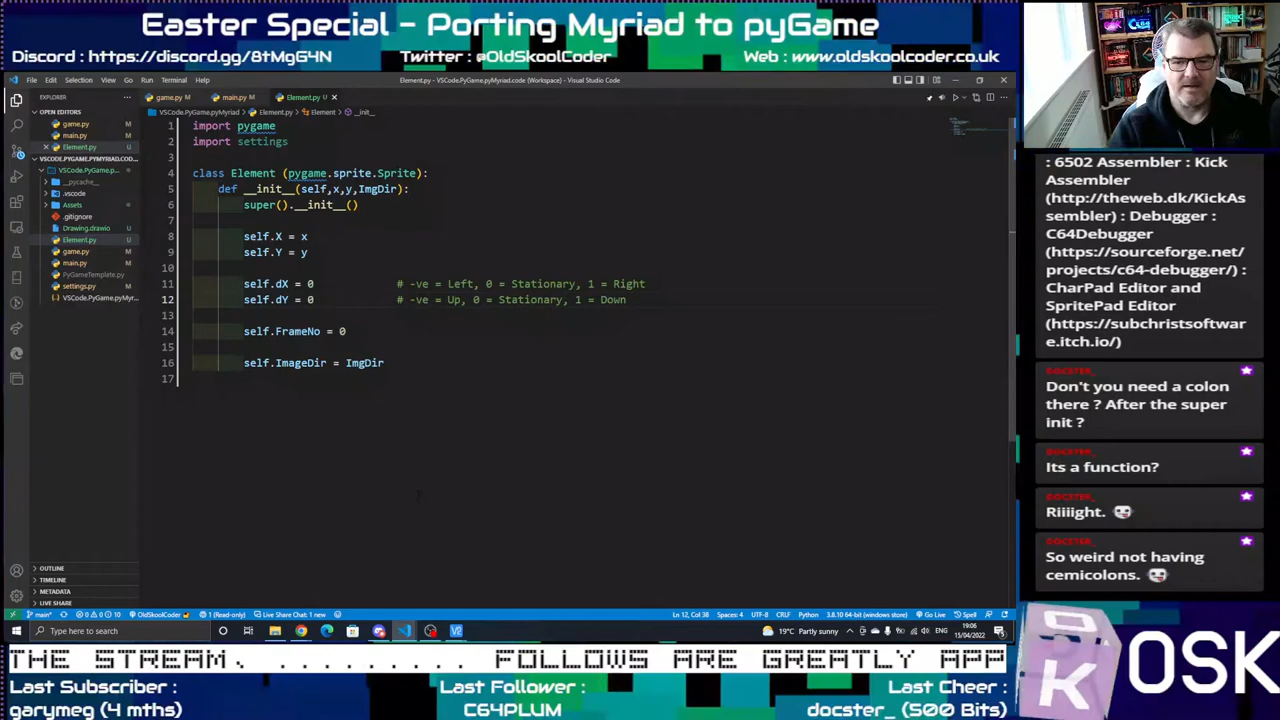 Easter Special - Porting Myriad to pyGame
Discord : https://discord.gg/8tMgG4N
Twitter : @OldSkoolCoder
Web : www.oldskoolcoder.co.uk
File Edit Selection View Go Run Terminal Help
Element.py - VSCode.PyGame.pyMyriad.code (Workspace) - Visual Studio Code
EXPLORER
OPEN EDITORS
game.py M
main.py M
Element.py U
VSCODE.PYGAME.PYMYRIAD.COD...
VSCode.PyGame.p...
__pycache__
.vscode
Assets
.gitignore
Drawing.drawio U
Element.py U
game.py M
main.py M
PyGameTemplate.py
settings.py M
VSCode.PyGame.pyMyr...
OUTLINE
TIMELINE
METADATA
LIVE SHARE
game.py M main.py M Element.py U
VSCode.PyGame.pyMyriad > Element.py > Element > __init__
1 import pygame
2 import settings
3
4 class Element (pygame.sprite.Sprite):
5 def __init__(self,x,y,ImgDir):
6 super().__init__()
7
8 self.X = x
9 self.Y = y
10
11 self.dX = 0 # -ve = Left, 0 = Stationary, 1 = Right
12 self.dY = 0 # -ve = Up, 0 = Stationary, 1 = Down
13
14 self.FrameNo = 0
15
16 self.ImageDir = ImgDir
17
main* 0 0 10 OldSkoolCoder 1 (Read-only) Live Share Chat: 1 new
Ln 12, Col 38 Spaces: 4 UTF-8 CRLF Python 3.8.10 64-bit (windows store) Go Live Spell
Type here to search
19°C Partly sunny
ENG
19:06
15/04/2022
: 6502 Assembler : Kick
Assembler
(http://theweb.dk/KickAs
sembler) : Debugger :
C64Debugger
(https://sourceforge.net/
projects/c64-debugger/) :
CharPad Editor and
SpritePad Editor
(https://subchristsoftwar
e.itch.io/)
DOCSTER_
Don't you need a colon
there ? After the super
init ?
DOCSTER_
Its a function?
DOCSTER_
Riiiight.
DOCSTER_
So weird not having
cemicolons.
THE STREAM. ......... FOLLOWS ARE GREATLY APP
Last Subscriber :
garymeg (4 mths)
Last Follower :
C64PLUM
Last Cheer :
docster_ (500 Bits)
OK
OSK